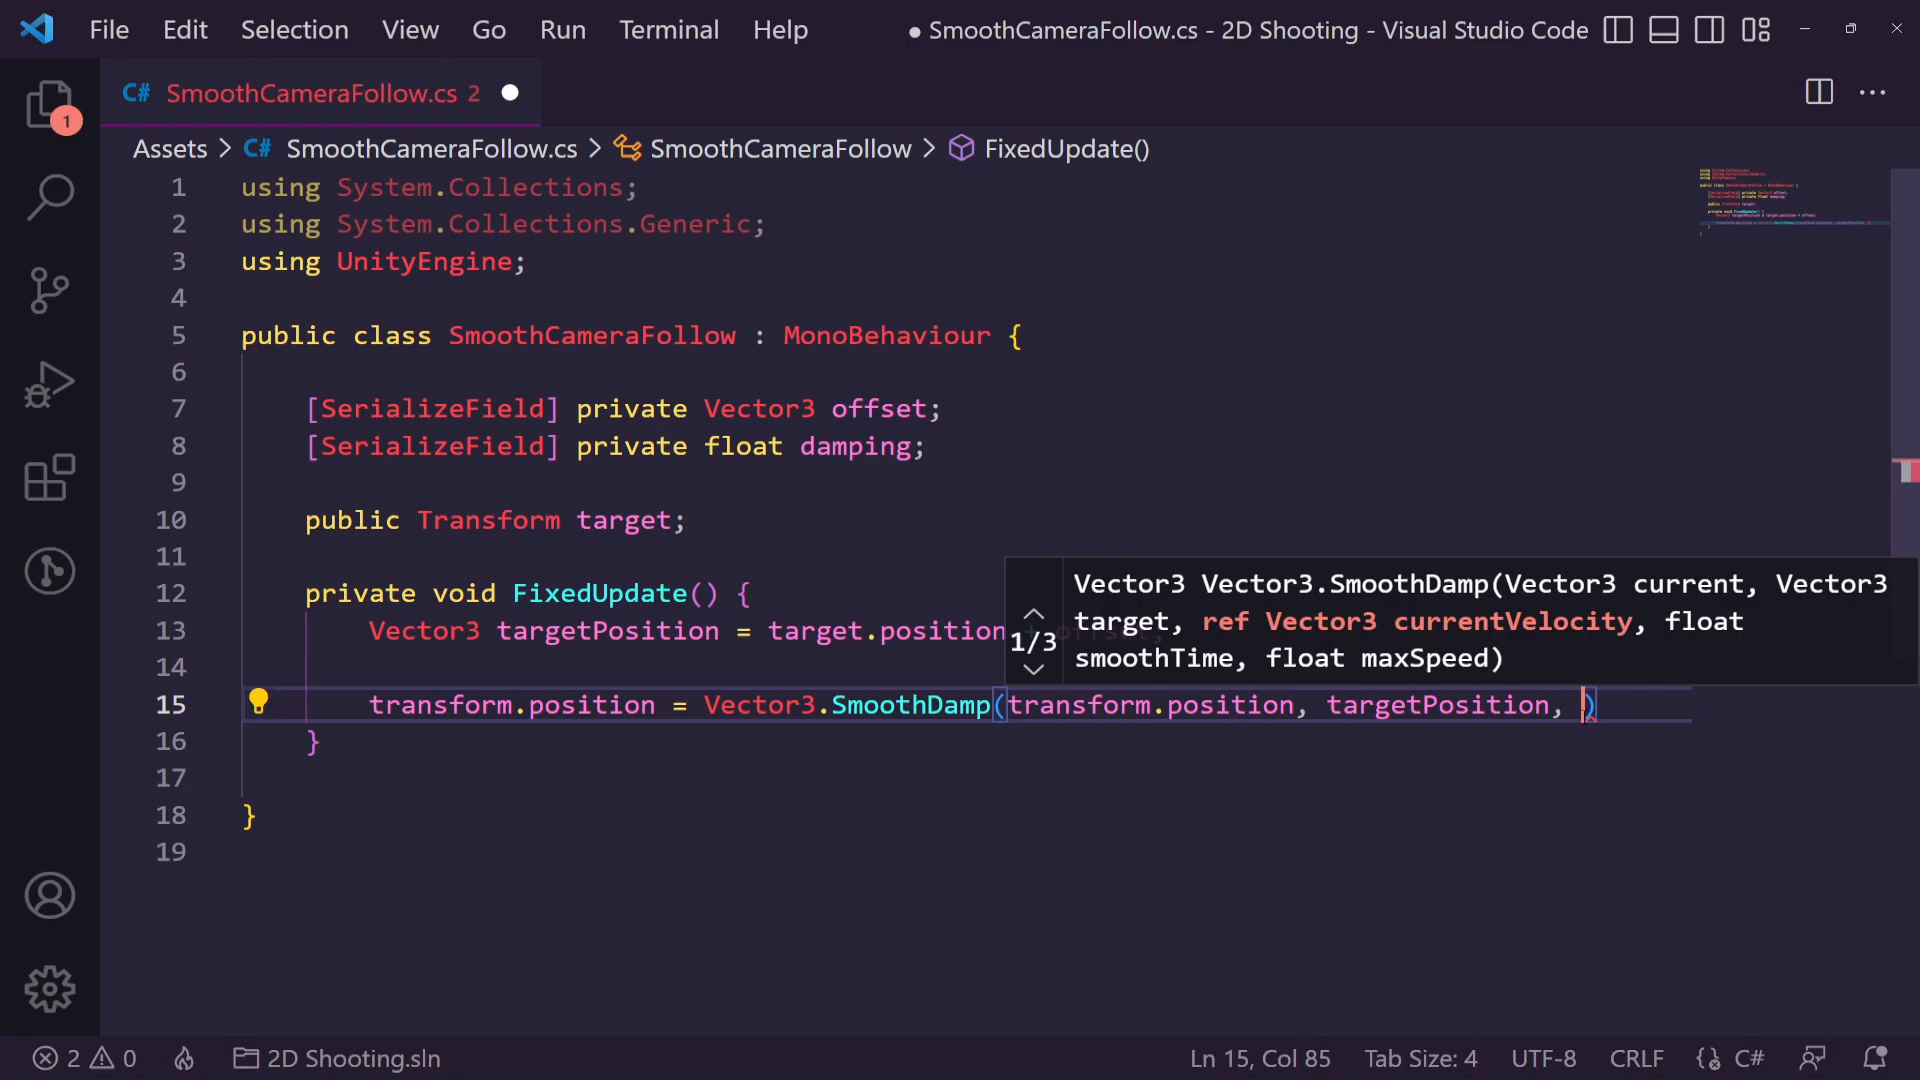 File Edit Selection View Go Run Terminal Help ● SmoothCameraFollow.cs - 2D Shooting - Visual Studio Code
C# SmoothCameraFollow.cs 2 ●
1
Assets > C# SmoothCameraFollow.cs > SmoothCameraFollow > FixedUpdate()
1 using System.Collections;
2 using System.Collections.Generic;
3 using UnityEngine;
4
5 public class SmoothCameraFollow : MonoBehaviour {
6
7 [SerializeField] private Vector3 offset;
8 [SerializeField] private float damping;
9
10 public Transform target;
11
12 private void FixedUpdate() {
13 Vector3 targetPosition = target.position + offset;
14
15 transform.position = Vector3.SmoothDamp(transform.position, targetPosition, )
16 }
17
18 }
19
1/3
Vector3 Vector3.SmoothDamp(Vector3 current, Vector3
target, ref Vector3 currentVelocity, float
smoothTime, float maxSpeed)
2 0 2D Shooting.sln Ln 15, Col 85 Tab Size: 4 UTF-8 CRLF C#